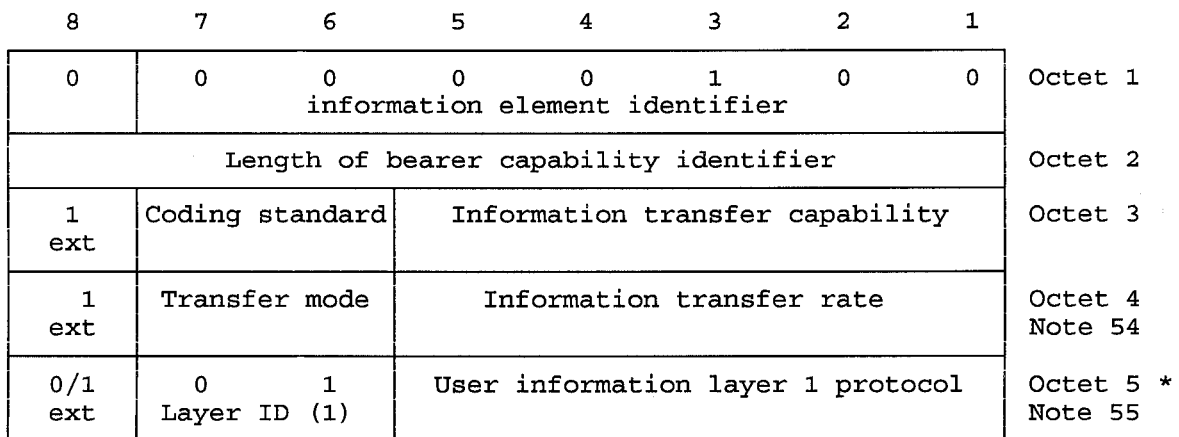 8 7 6 5 4 3 2 1
0 0 0 0 0 1 0 0 Octet 1
information element identifier
Length of bearer capability identifier Octet 2
1 Coding standard Information transfer capability Octet 3
ext
1 Transfer mode Information transfer rate Octet 4
ext Note 54
0/1 0 1 User information layer 1 protocol Octet 5 *
ext Layer ID (1) Note 55